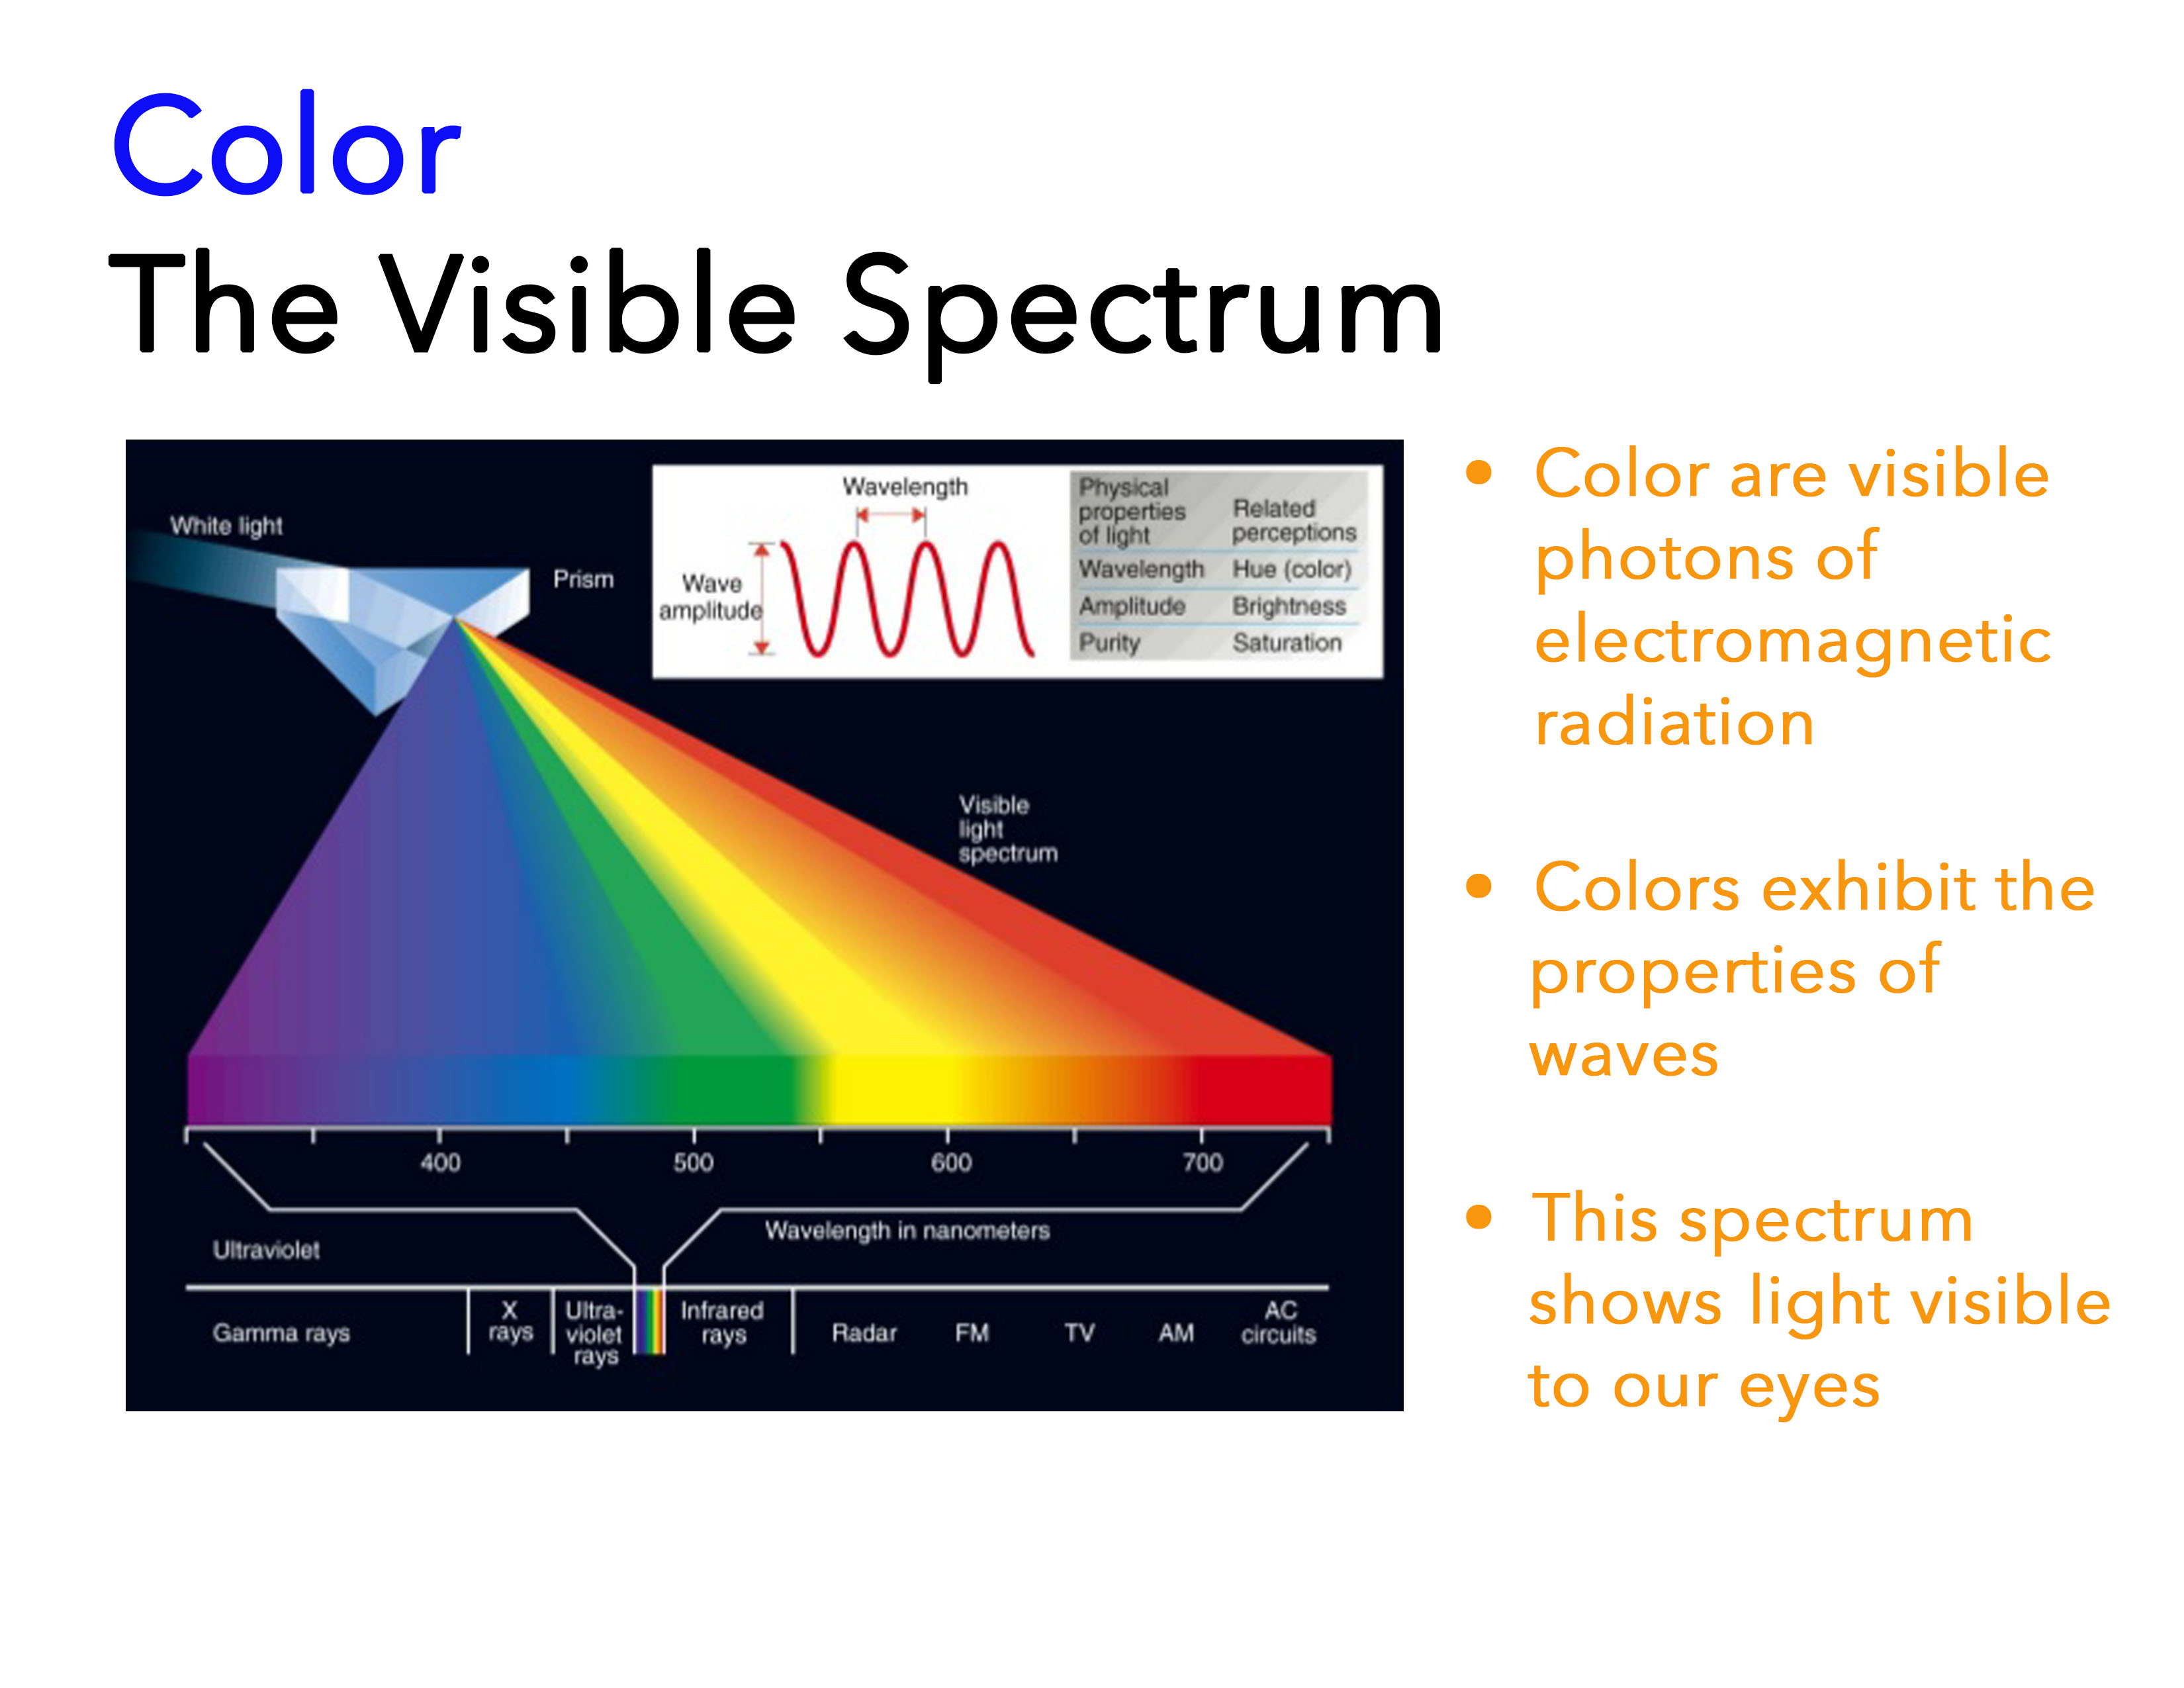 Color
The Visible Spectrum
White light
Prism
Wavelength
Wave
amplitude
Physical
properties
of light
Related
perceptions
Wavelength Hue (color)
Amplitude Brightness
Purity Saturation
Visible
light
spectrum
400 500 600 700
Wavelength in nanometers
Ultraviolet
Gamma rays
X
rays
Ultra-
violet
rays
Infrared
rays
Radar
FM
TV
AM
AC
circuits
• Color are visible
photons of
electromagnetic
radiation
• Colors exhibit the
properties of
waves
• This spectrum
shows light visible
to our eyes